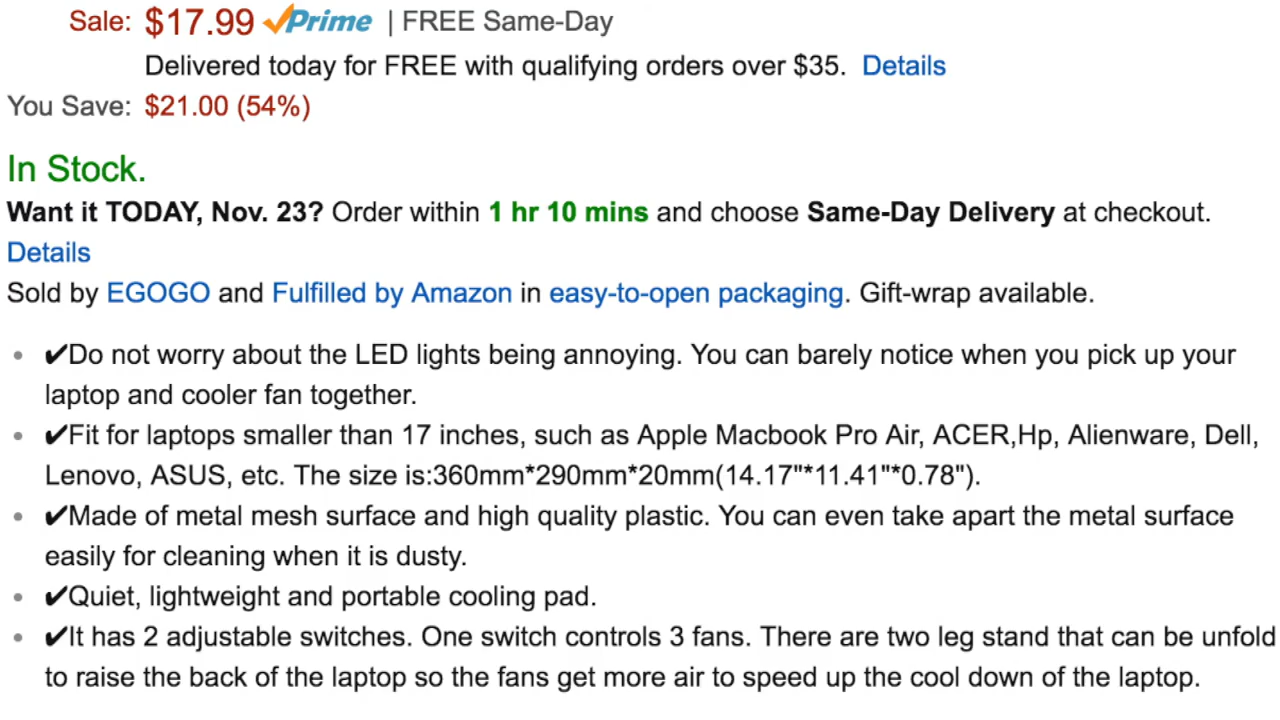 Sale: $17.99 ✓Prime | FREE Same-Day
Delivered today for FREE with qualifying orders over $35. Details
You Save: $21.00 (54%)
In Stock.
Want it TODAY, Nov. 23? Order within 1 hr 10 mins and choose Same-Day Delivery at checkout.
Details
Sold by EGOGO and Fulfilled by Amazon in easy-to-open packaging. Gift-wrap available.
• ✔Do not worry about the LED lights being annoying. You can barely notice when you pick up your
laptop and cooler fan together.
• ✔Fit for laptops smaller than 17 inches, such as Apple Macbook Pro Air, ACER,Hp, Alienware, Dell,
Lenovo, ASUS, etc. The size is:360mm*290mm*20mm(14.17"*11.41"*0.78").
• ✔Made of metal mesh surface and high quality plastic. You can even take apart the metal surface
easily for cleaning when it is dusty.
• ✔Quiet, lightweight and portable cooling pad.
• ✔It has 2 adjustable switches. One switch controls 3 fans. There are two leg stand that can be unfold
to raise the back of the laptop so the fans get more air to speed up the cool down of the laptop.